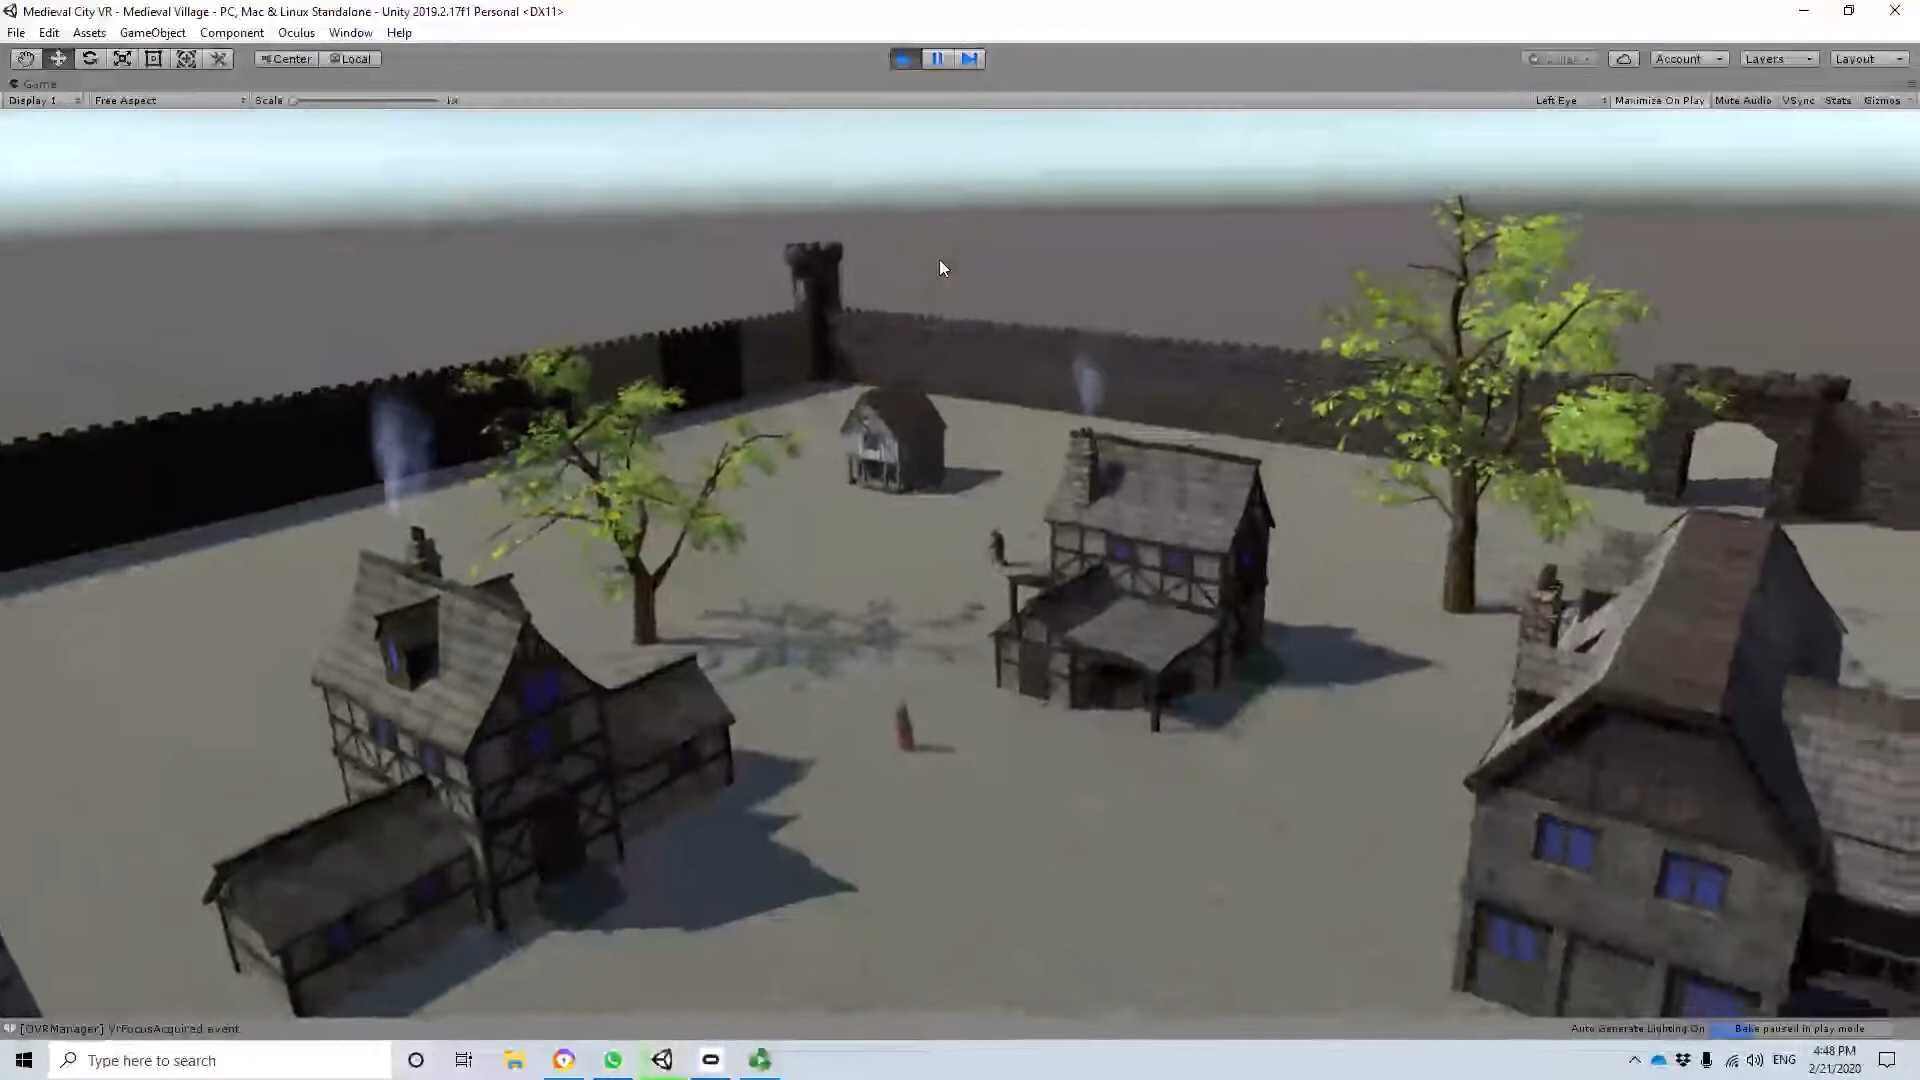 Medieval City VR - Medieval Village - PC, Mac & Linux Standalone - Unity 2019.2.17f1 Personal <DX11>
File Edit Assets GameObject Component Oculus Window Help
Center Local Account Layers Layout
Game
Display 1 Free Aspect Scale 1x Left Eye Maximize On Play Mute Audio VSync Stats Gizmos
[OVRManager] VrFocusAcquired event Auto Generate Lighting On Bake paused in play mode
Type here to search ENG 4:48 PM
2/21/2020